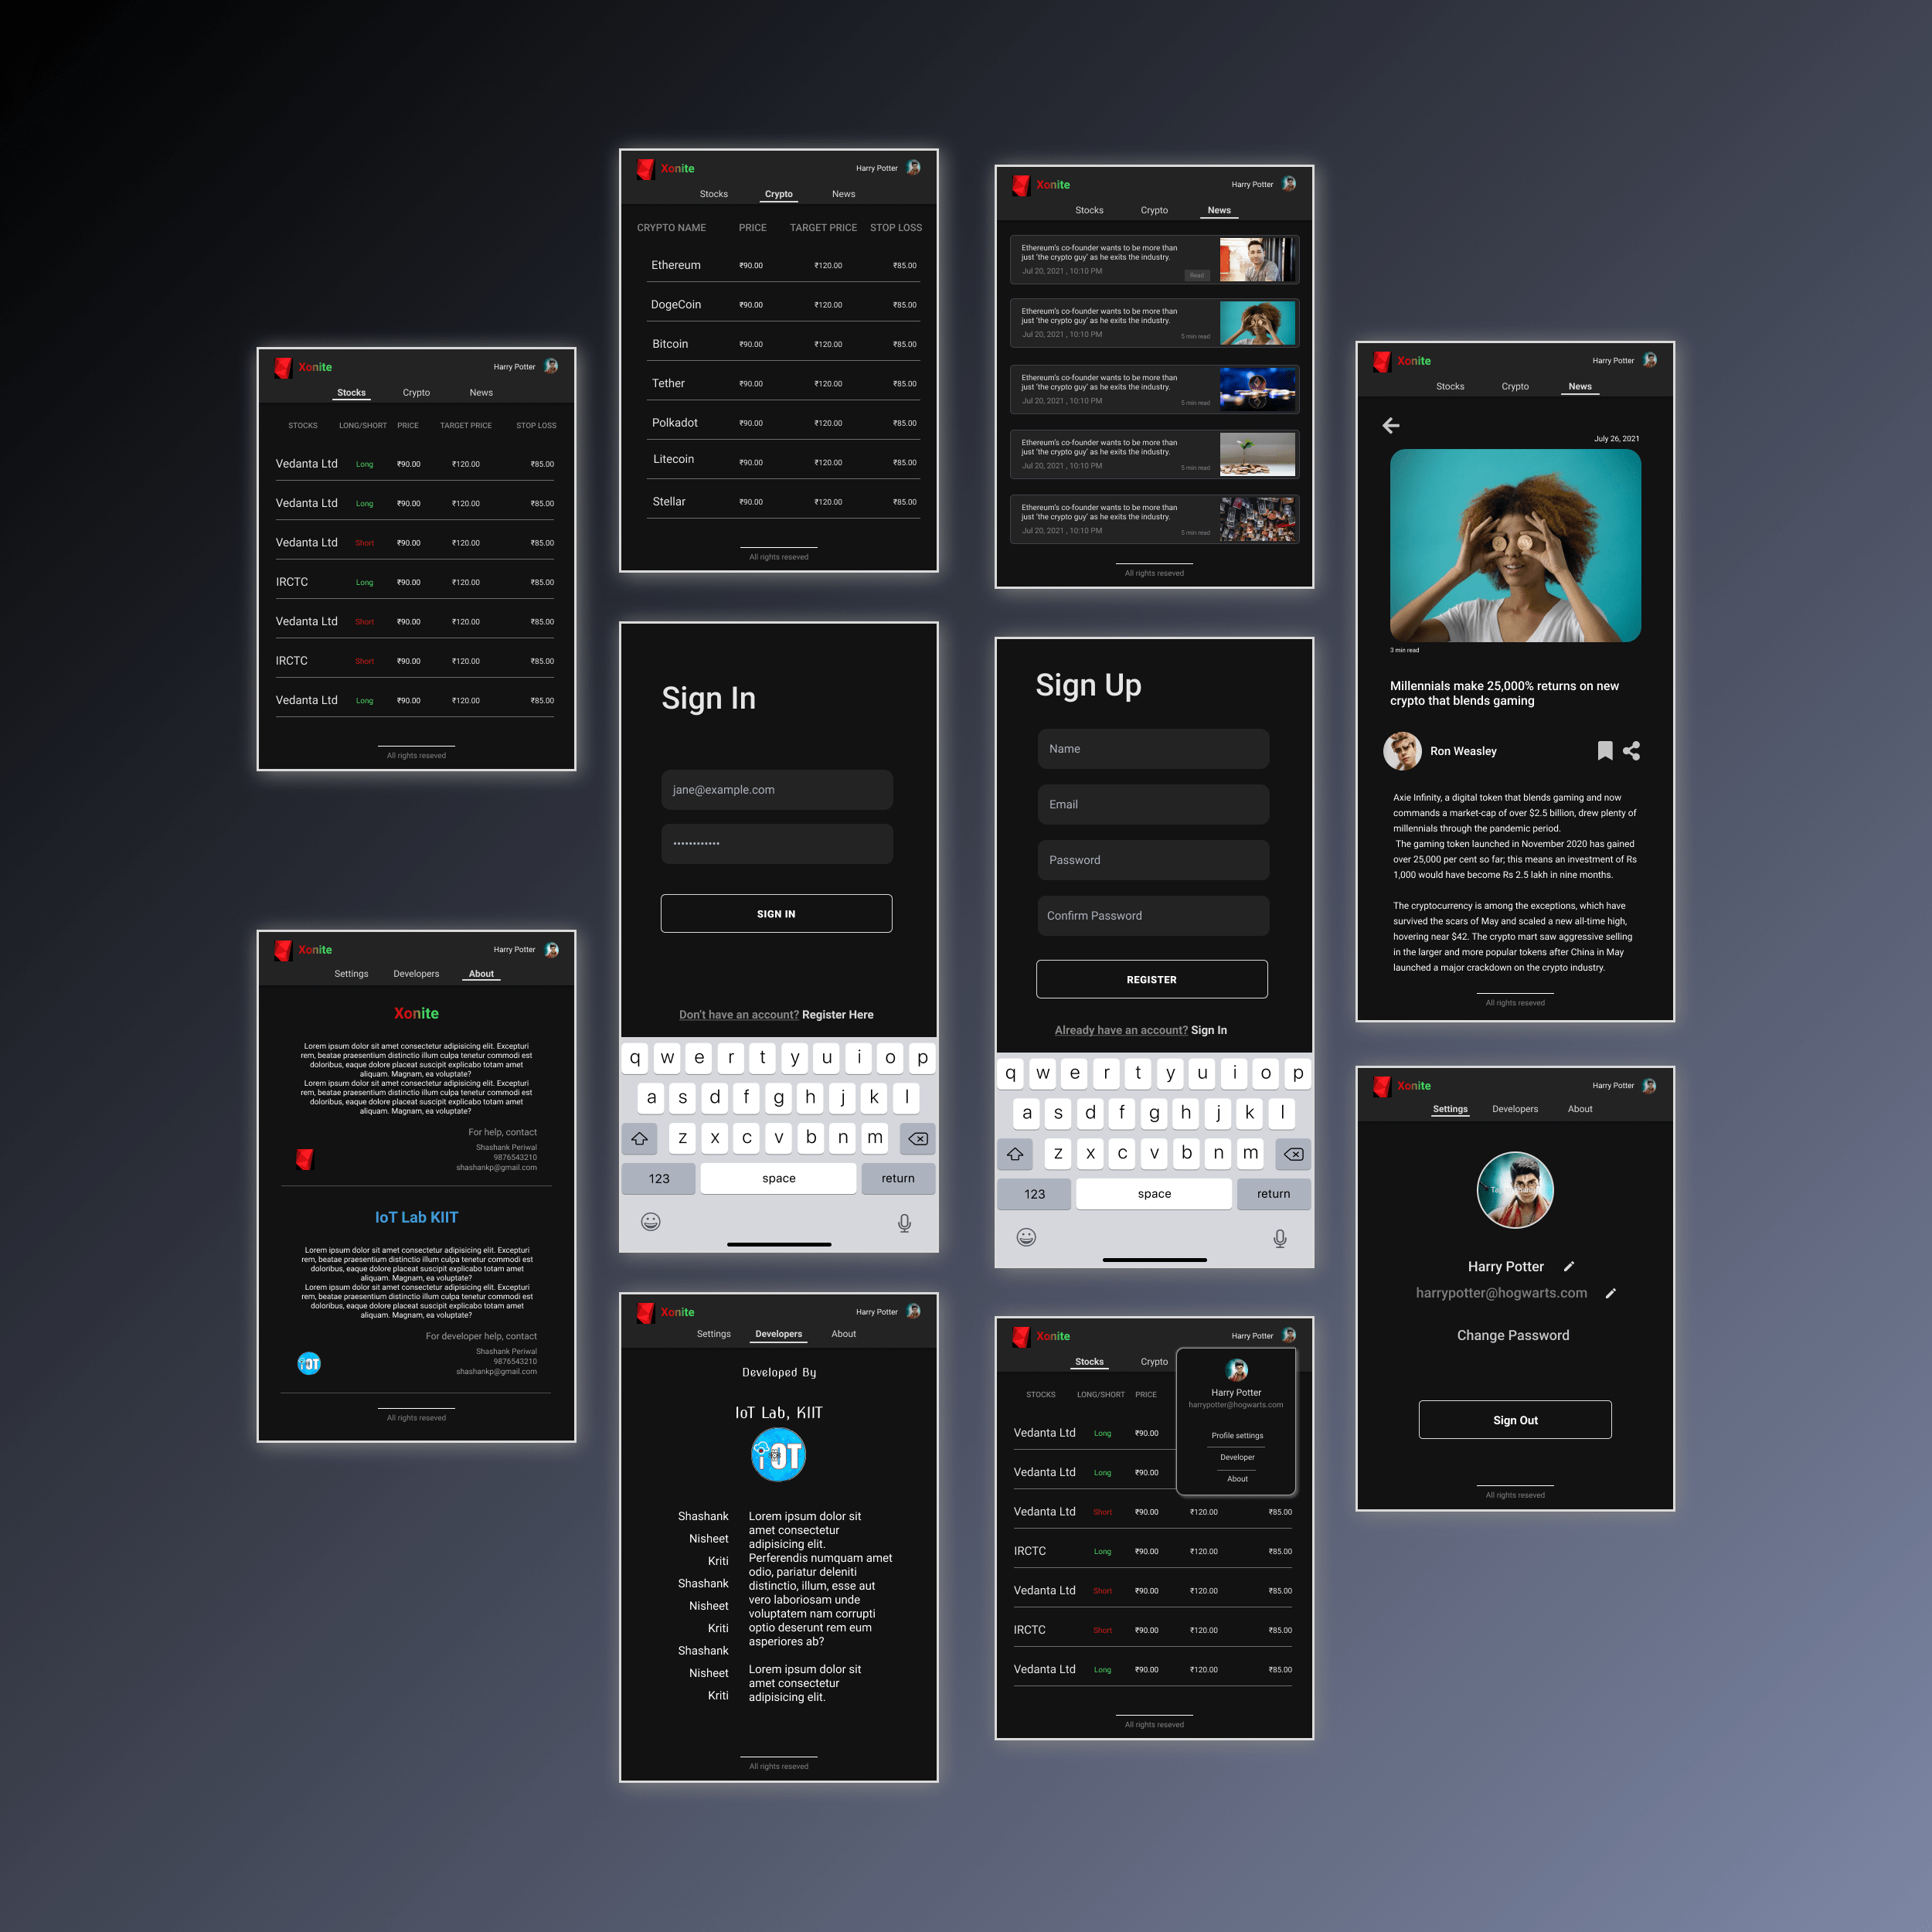 Xonite
Harry Potter
Stocks Crypto News
STOCKS LONG/SHORT PRICE TARGET PRICE STOP LOSS
Vedanta Ltd Long ₹90.00 ₹120.00 ₹85.00
Vedanta Ltd Long ₹90.00 ₹120.00 ₹85.00
Vedanta Ltd Short ₹90.00 ₹120.00 ₹85.00
IRCTC Long ₹90.00 ₹120.00 ₹85.00
Vedanta Ltd Short ₹90.00 ₹120.00 ₹85.00
IRCTC Short ₹90.00 ₹120.00 ₹85.00
Vedanta Ltd Long ₹90.00 ₹120.00 ₹85.00
All rights reseved
Xonite
Harry Potter
Settings Developers About
Xonite
Lorem ipsum dolor sit amet consectetur adipisicing elit. Excepturi
rem, beatae praesentium distinctio illum culpa tenetur commodi est
doloribus, eaque dolore placeat suscipit explicabo totam amet
aliquam. Magnam, ea voluptate?
Lorem ipsum dolor sit amet consectetur adipisicing elit. Excepturi
rem, beatae praesentium distinctio illum culpa tenetur commodi est
doloribus, eaque dolore placeat suscipit explicabo totam amet
aliquam. Magnam, ea voluptate?
For help, contact
Shashank Periwal
9876543210
shashankp@gmail.com
IoT Lab KIIT
Lorem ipsum dolor sit amet consectetur adipisicing elit. Excepturi
rem, beatae praesentium distinctio illum culpa tenetur commodi est
doloribus, eaque dolore placeat suscipit explicabo totam amet
aliquam. Magnam, ea voluptate?
Lorem ipsum dolor sit amet consectetur adipisicing elit. Excepturi
rem, beatae praesentium distinctio illum culpa tenetur commodi est
doloribus, eaque dolore placeat suscipit explicabo totam amet
aliquam. Magnam, ea voluptate?
For developer help, contact
Shashank Periwal
9876543210
shashankp@gmail.com
iOT
All rights reseved
Xonite
Harry Potter
Stocks Crypto News
CRYPTO NAME PRICE TARGET PRICE STOP LOSS
Ethereum ₹90.00 ₹120.00 ₹85.00
DogeCoin ₹90.00 ₹120.00 ₹85.00
Bitcoin ₹90.00 ₹120.00 ₹85.00
Tether ₹90.00 ₹120.00 ₹85.00
Polkadot ₹90.00 ₹120.00 ₹85.00
Litecoin ₹90.00 ₹120.00 ₹85.00
Stellar ₹90.00 ₹120.00 ₹85.00
All rights reseved
Sign In
jane@example.com
SIGN IN
Don't have an account? Register Here
q w e r t y u i o p
a s d f g h j k l
z x c v b n m
123 space return
Xonite
Harry Potter
Settings Developers About
Developed By
IoT Lab, KIIT
iOT
Shashank
Nisheet
Kriti
Shashank
Nisheet
Kriti
Shashank
Nisheet
Kriti
Lorem ipsum dolor sit
amet consectetur
adipisicing elit.
Perferendis numquam amet
odio, pariatur deleniti
distinctio, illum, esse aut
vero laboriosam unde
voluptatem nam corrupti
optio deserunt rem eum
asperiores ab?
Lorem ipsum dolor sit
amet consectetur
adipisicing elit.
All rights reseved
Xonite
Harry Potter
Stocks Crypto News
Ethereum's co-founder wants to be more than
just 'the crypto guy' as he exits the industry.
Jul 20, 2021 , 10:10 PM
Read
Ethereum's co-founder wants to be more than
just 'the crypto guy' as he exits the industry.
Jul 20, 2021 , 10:10 PM
5 min read
Ethereum's co-founder wants to be more than
just 'the crypto guy' as he exits the industry.
Jul 20, 2021 , 10:10 PM
5 min read
Ethereum's co-founder wants to be more than
just 'the crypto guy' as he exits the industry.
Jul 20, 2021 , 10:10 PM
5 min read
Ethereum's co-founder wants to be more than
just 'the crypto guy' as he exits the industry.
Jul 20, 2021 , 10:10 PM
5 min read
All rights reseved
Sign Up
Name
Email
Password
Confirm Password
REGISTER
Already have an account? Sign In
q w e r t y u i o p
a s d f g h j k l
z x c v b n m
123 space return
Xonite
Harry Potter
Stocks Crypto
STOCKS LONG/SHORT PRICE
Harry Potter
harrypotter@hogwarts.com
Profile settings
Developer
About
Vedanta Ltd Long ₹90.00
Vedanta Ltd Long ₹90.00
Vedanta Ltd Short ₹90.00 ₹120.00 ₹85.00
IRCTC Long ₹90.00 ₹120.00 ₹85.00
Vedanta Ltd Short ₹90.00 ₹120.00 ₹85.00
IRCTC Short ₹90.00 ₹120.00 ₹85.00
Vedanta Ltd Long ₹90.00 ₹120.00 ₹85.00
All rights reseved
Xonite
Harry Potter
Stocks Crypto News
July 26, 2021
3 min read
Millennials make 25,000% returns on new
crypto that blends gaming
Ron Weasley
Axie Infinity, a digital token that blends gaming and now
commands a market-cap of over $2.5 billion, drew plenty of
millennials through the pandemic period.
The gaming token launched in November 2020 has gained
over 25,000 per cent so far; this means an investment of Rs
1,000 would have become Rs 2.5 lakh in nine months.
The cryptocurrency is among the exceptions, which have
survived the scars of May and scaled a new all-time high,
hovering near $42. The crypto mart saw aggressive selling
in the larger and more popular tokens after China in May
launched a major crackdown on the crypto industry.
All rights reseved
Xonite
Harry Potter
Settings Developers About
Harry Potter
harrypotter@hogwarts.com
Change Password
Sign Out
All rights reseved